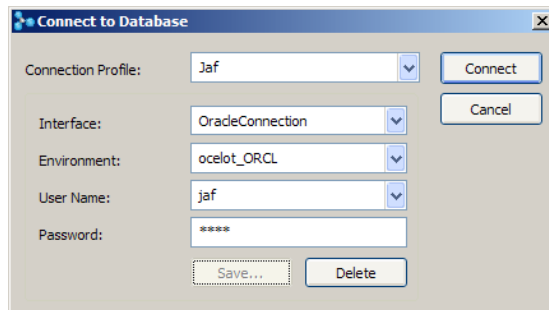 Connect to Database
Connection Profile: Jaf Connect
Cancel
Interface: OracleConnection
Environment: ocelot_ORCL
User Name: jaf
Password: ****
Save... Delete